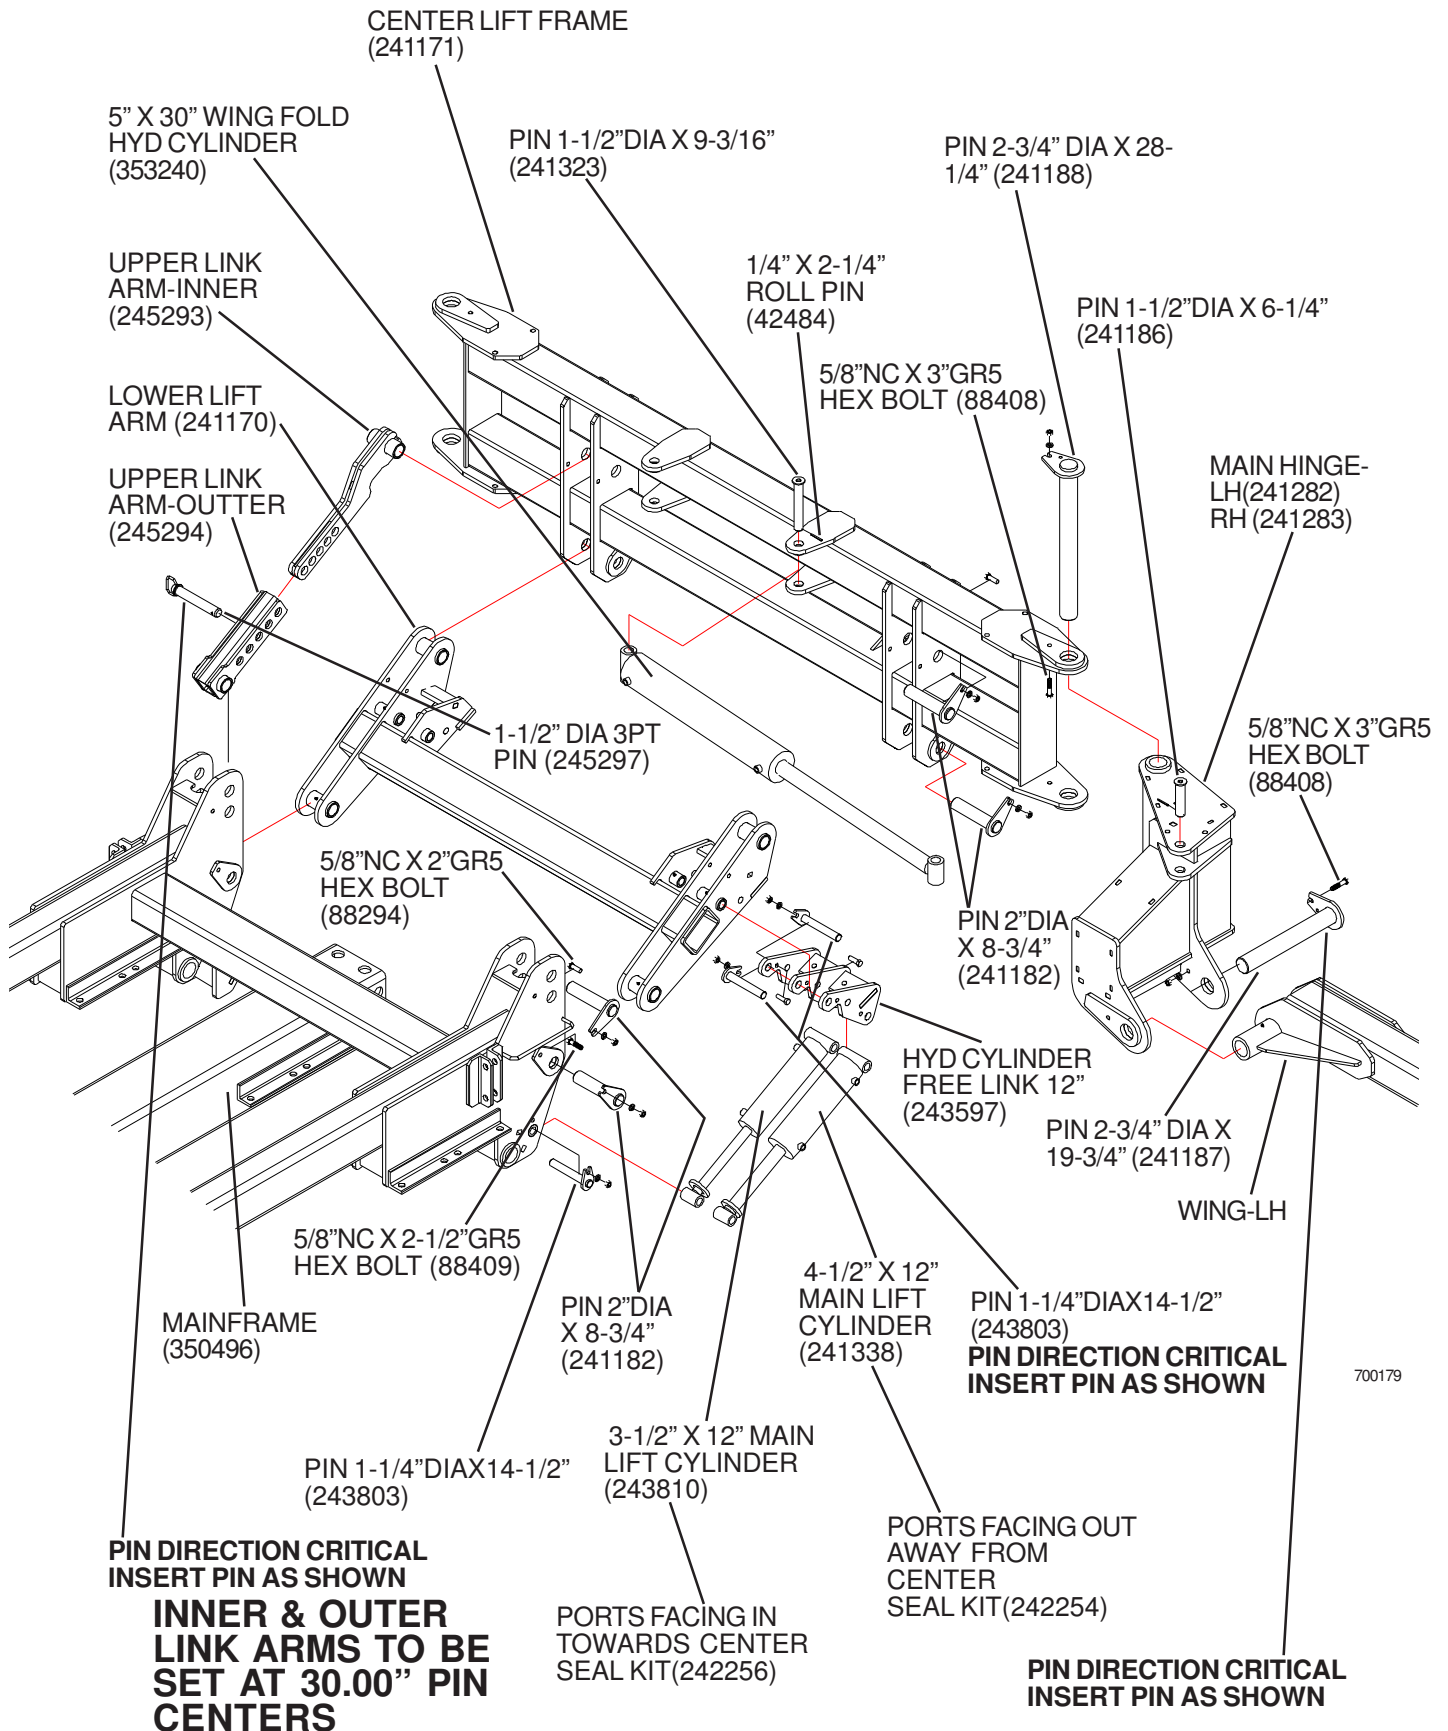 CENTER LIFT FRAME
(241171)
5” X 30” WING FOLD
HYD CYLINDER
(353240)
PIN 1-1/2”DIA X 9-3/16”
(241323)
PIN 2-3/4” DIA X 28-
1/4” (241188)
UPPER LINK
ARM-INNER
(245293)
1/4” X 2-1/4”
ROLL PIN
(42484)
PIN 1-1/2”DIA X 6-1/4”
(241186)
5/8”NC X 3”GR5
HEX BOLT (88408)
LOWER LIFT
ARM (241170)
MAIN HINGE-
LH(241282)
RH (241283)
UPPER LINK
ARM-OUTTER
(245294)
1-1/2” DIA 3PT
PIN (245297)
5/8”NC X 3”GR5
HEX BOLT
(88408)
5/8”NC X 2”GR5
HEX BOLT
(88294)
PIN 2”DIA
X 8-3/4”
(241182)
HYD CYLINDER
FREE LINK 12”
(243597)
PIN 2-3/4” DIA X
19-3/4” (241187)
WING-LH
5/8”NC X 2-1/2”GR5
HEX BOLT (88409)
MAINFRAME
(350496)
PIN 2”DIA
X 8-3/4”
(241182)
4-1/2” X 12”
MAIN LIFT
CYLINDER
(241338)
PIN 1-1/4”DIAX14-1/2”
(243803)
PIN DIRECTION CRITICAL
INSERT PIN AS SHOWN
700179
3-1/2” X 12” MAIN
LIFT CYLINDER
(243810)
PIN 1-1/4”DIAX14-1/2”
(243803)
PORTS FACING OUT
AWAY FROM
CENTER
SEAL KIT(242254)
PIN DIRECTION CRITICAL
INSERT PIN AS SHOWN
INNER & OUTER
LINK ARMS TO BE
SET AT 30.00” PIN
CENTERS
PORTS FACING IN
TOWARDS CENTER
SEAL KIT(242256)
PIN DIRECTION CRITICAL
INSERT PIN AS SHOWN